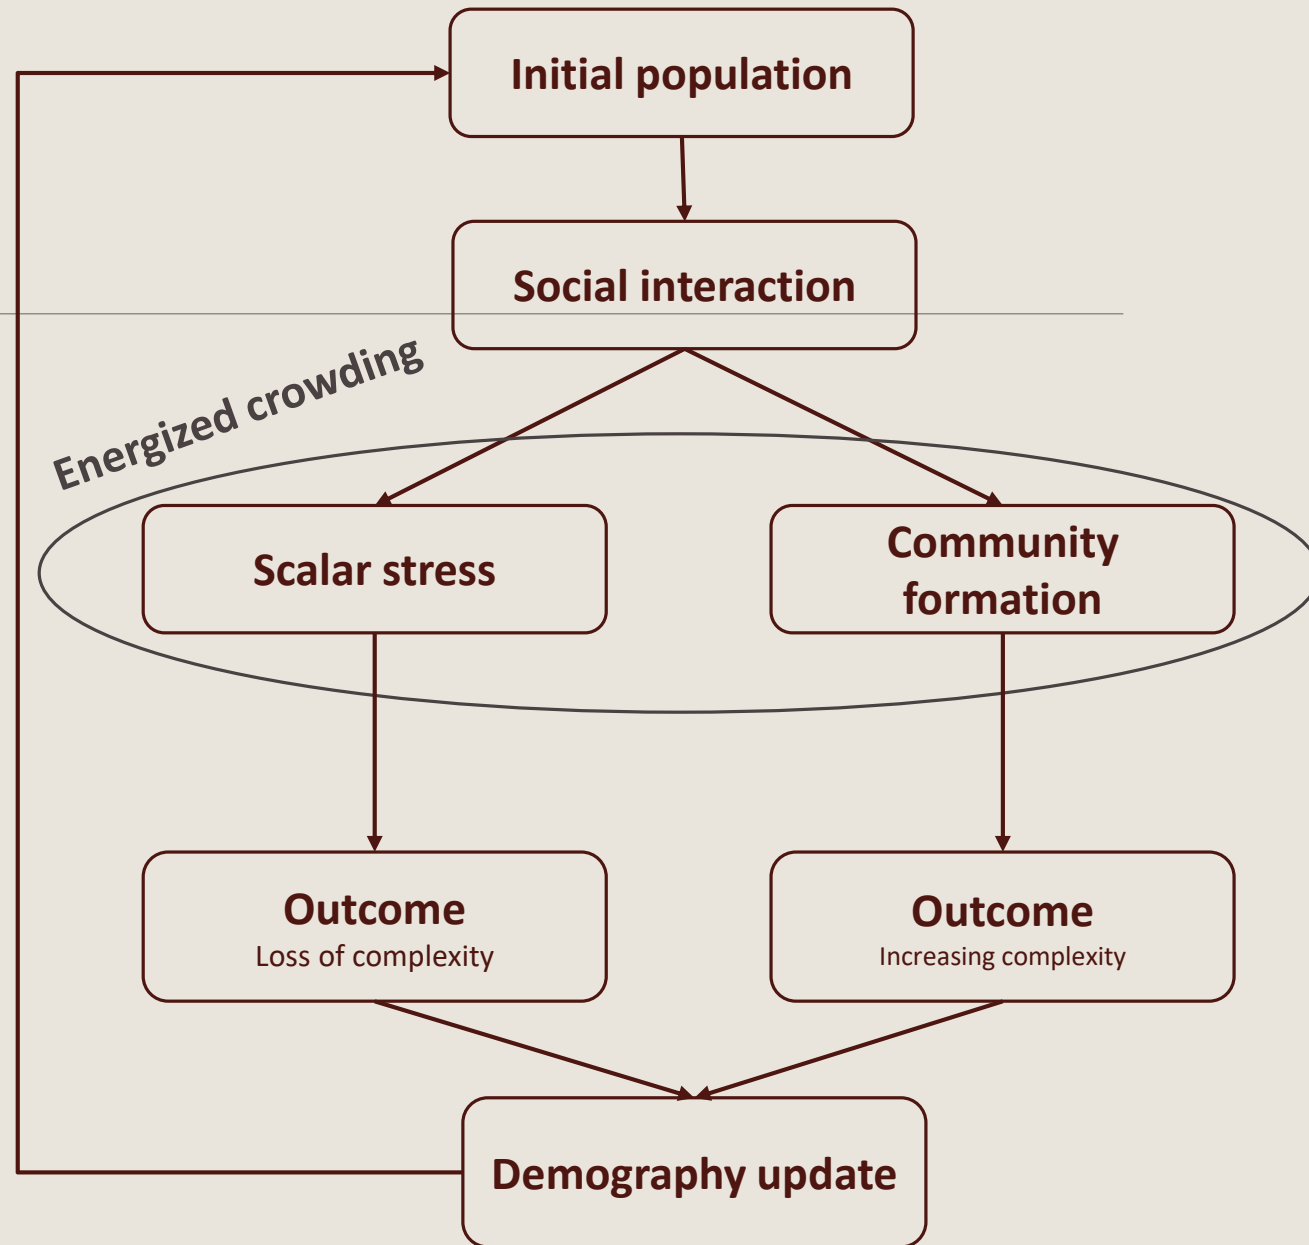 Initial population
Social interaction
Energized crowding
Scalar stress
Community
formation
Outcome
Loss of complexity
Outcome
Increasing complexity
Demography update